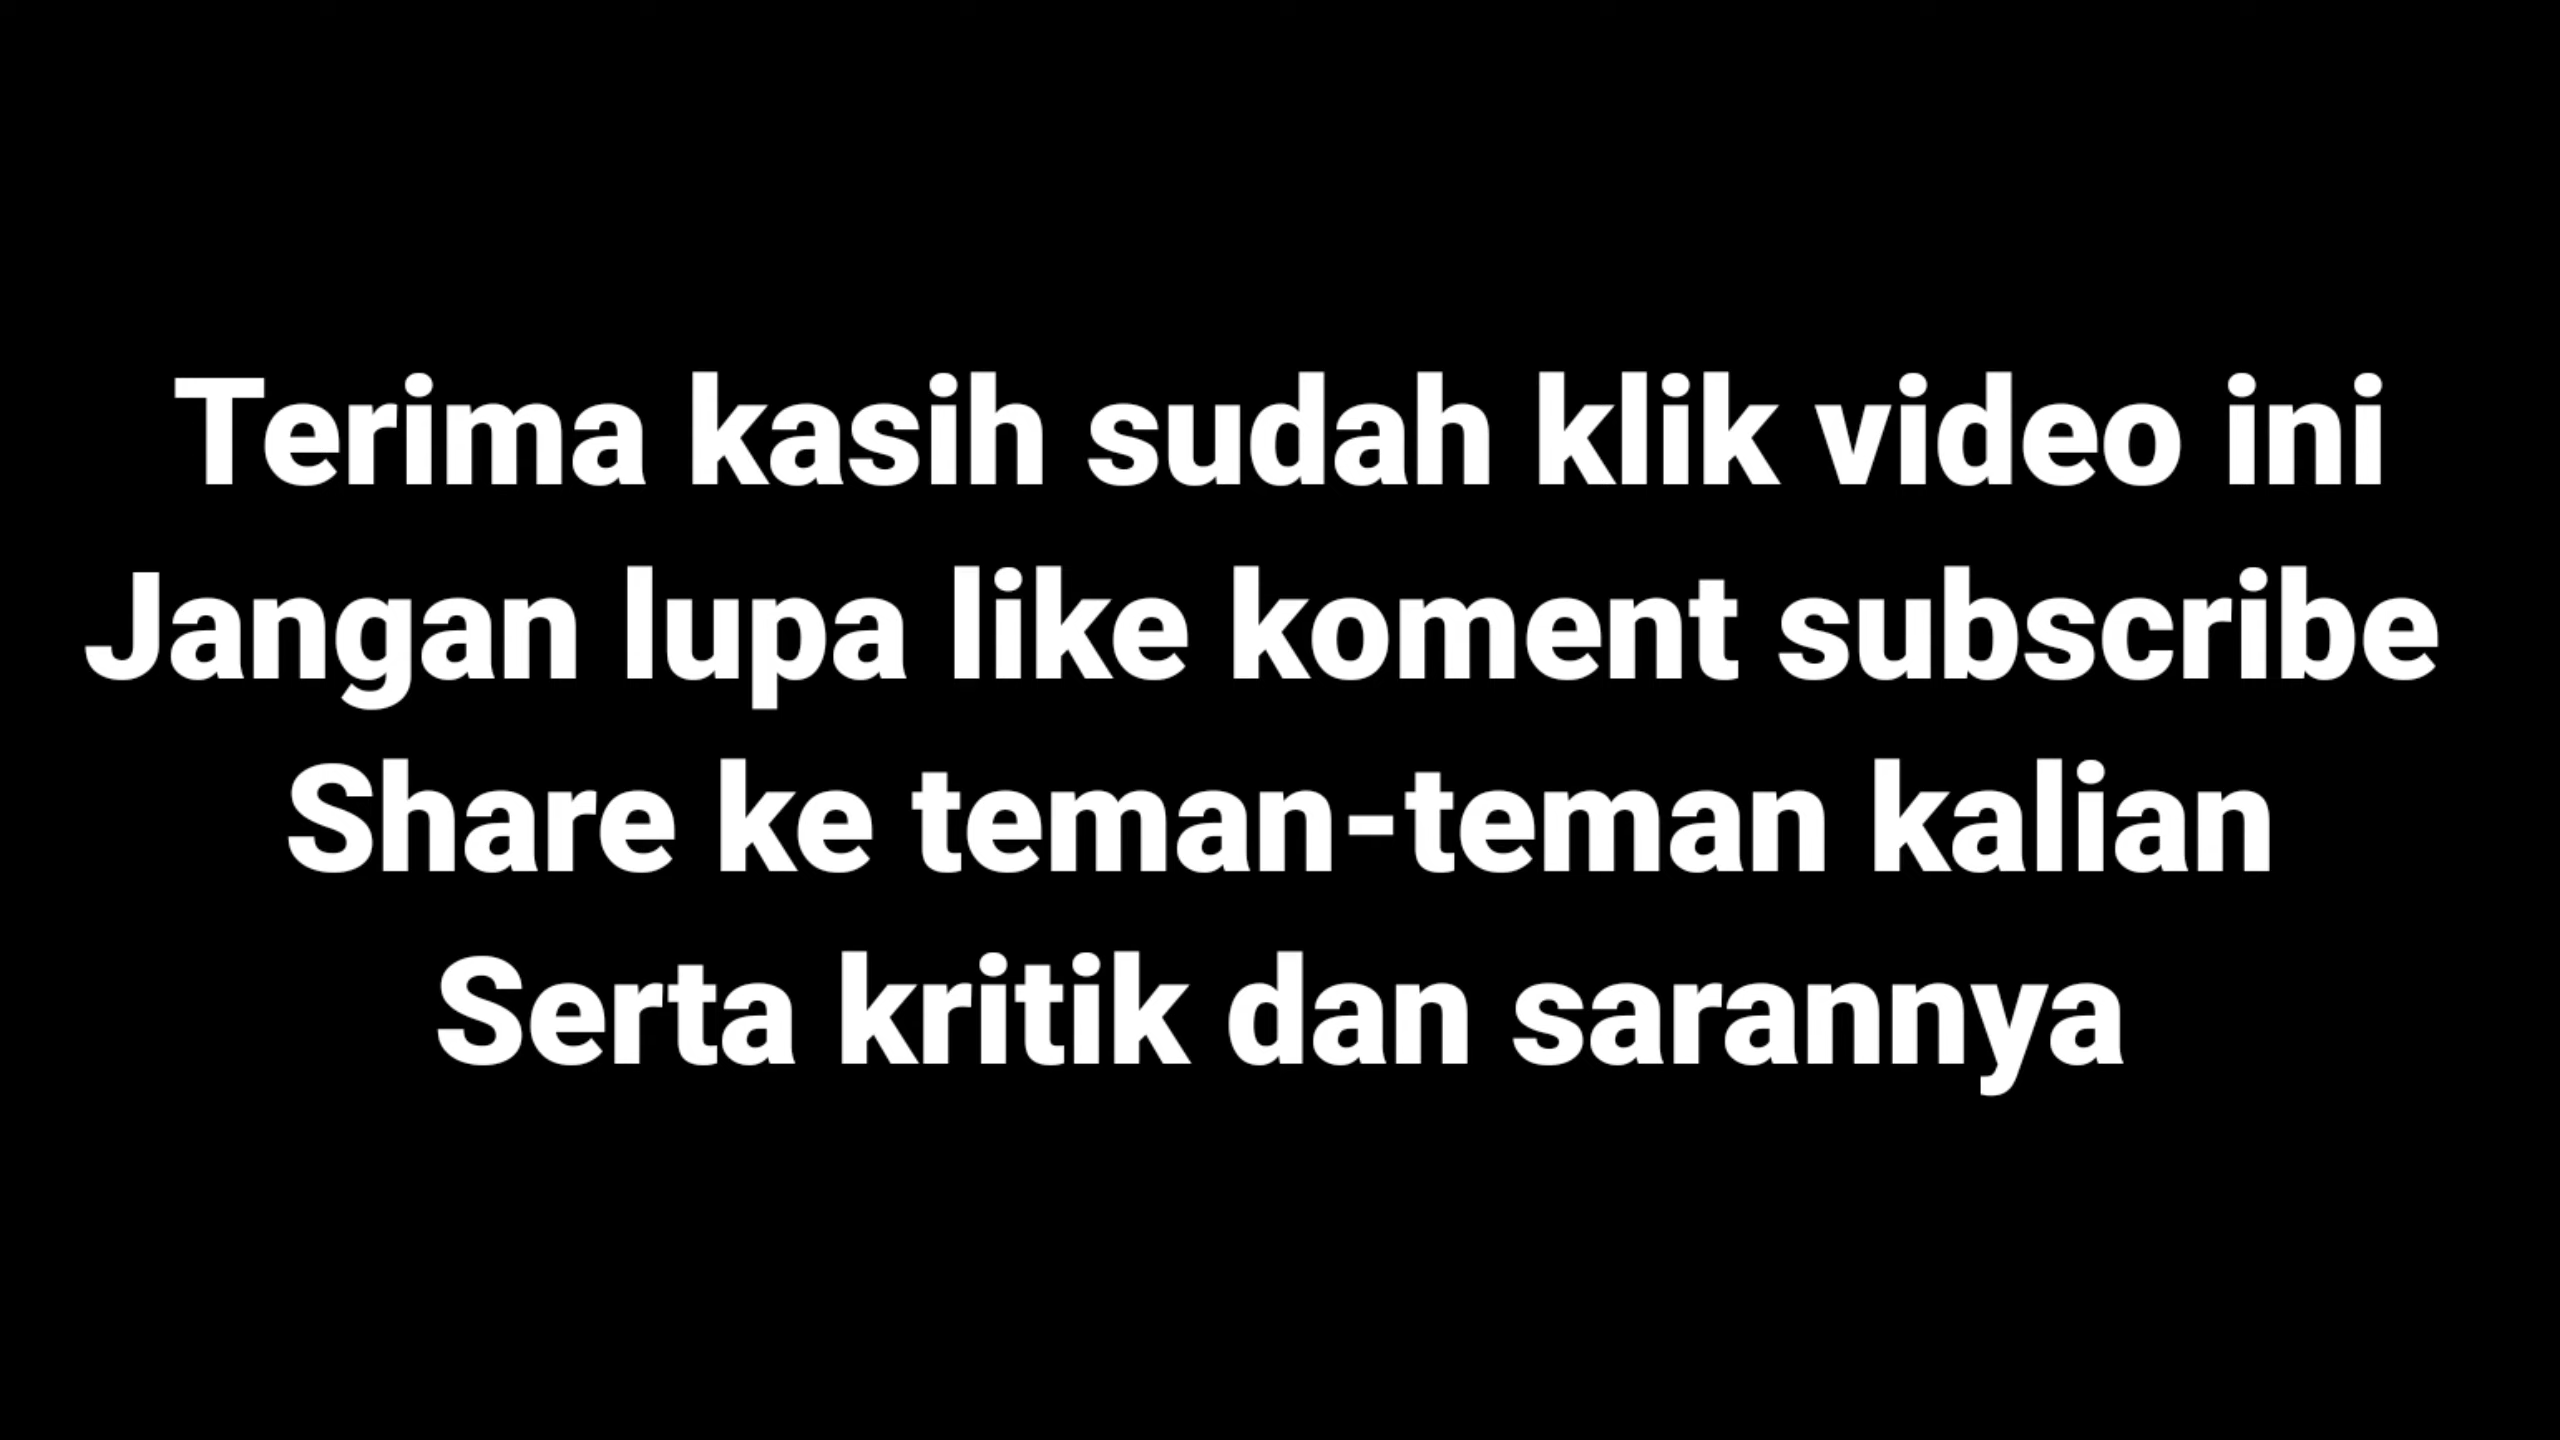 Terima kasih sudah klik video ini
Jangan lupa like koment subscribe
Share ke teman-teman kalian
Serta kritik dan sarannya